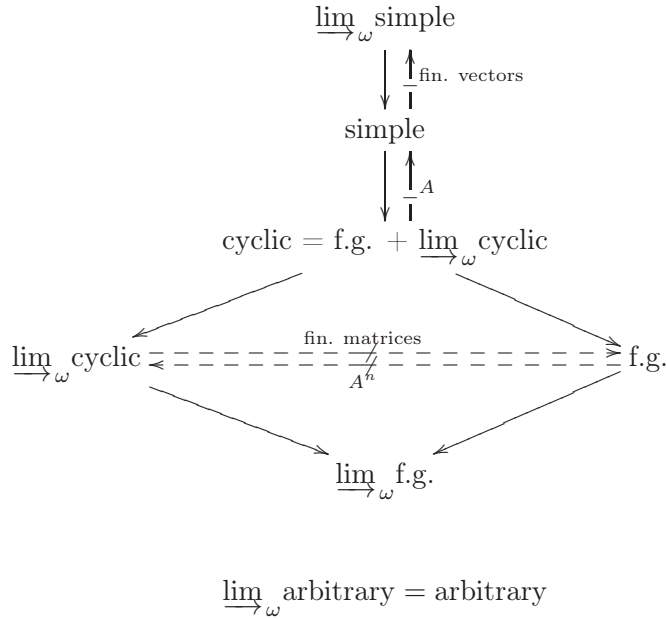 lim→ω simple
_ fin. vectors
simple
_ A
cyclic = f.g. + lim→ω cyclic
fin. matrices
lim→ω cyclic f.g.
Aⁿ
lim→ω f.g.
lim→ω arbitrary = arbitrary